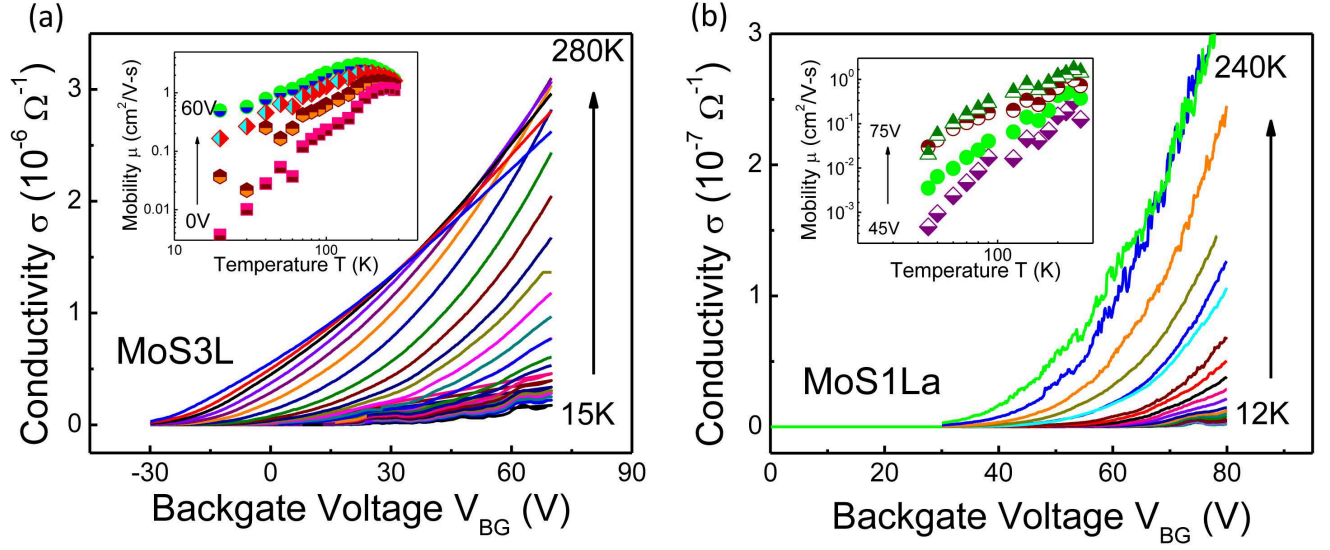 (a)
Conductivity σ (10⁻⁶ Ω⁻¹)
3
2
1
0
-30
0
30
60
90
Backgate Voltage V_BG (V)
MoS3L
280K
15K
Mobility μ (cm²/V-s)
1
0.1
0.01
10
100
Temperature T (K)
60V
0V
(b)
Conductivity σ (10⁻⁷ Ω⁻¹)
3
2
1
0
0
20
40
60
80
Backgate Voltage V_BG (V)
MoS1La
240K
12K
Mobility μ (cm²/V-s)
10⁰
10⁻¹
10⁻²
10⁻³
100
Temperature T (K)
75V
45V